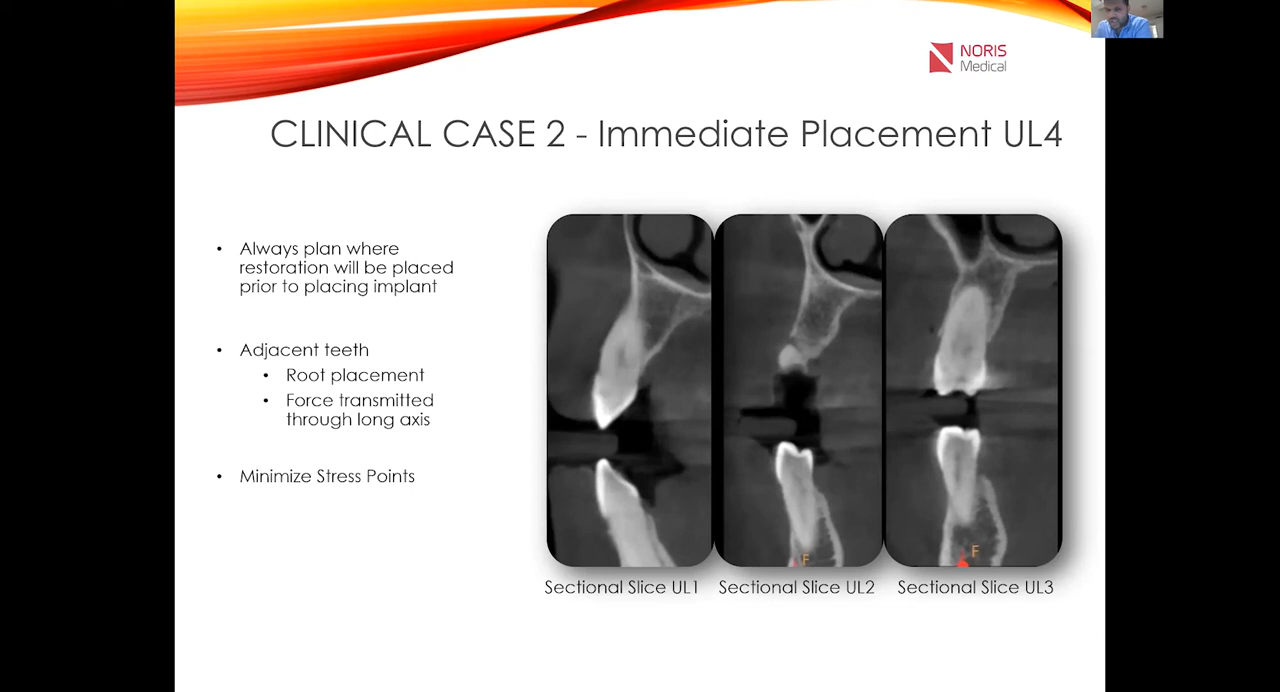 NORIS
Medical
CLINICAL CASE 2 - Immediate Placement UL4
• Always plan where
restoration will be placed
prior to placing implant
• Adjacent teeth
• Root placement
• Force transmitted
through long axis
• Minimize Stress Points
F
F
Sectional Slice UL1
Sectional Slice UL2
Sectional Slice UL3